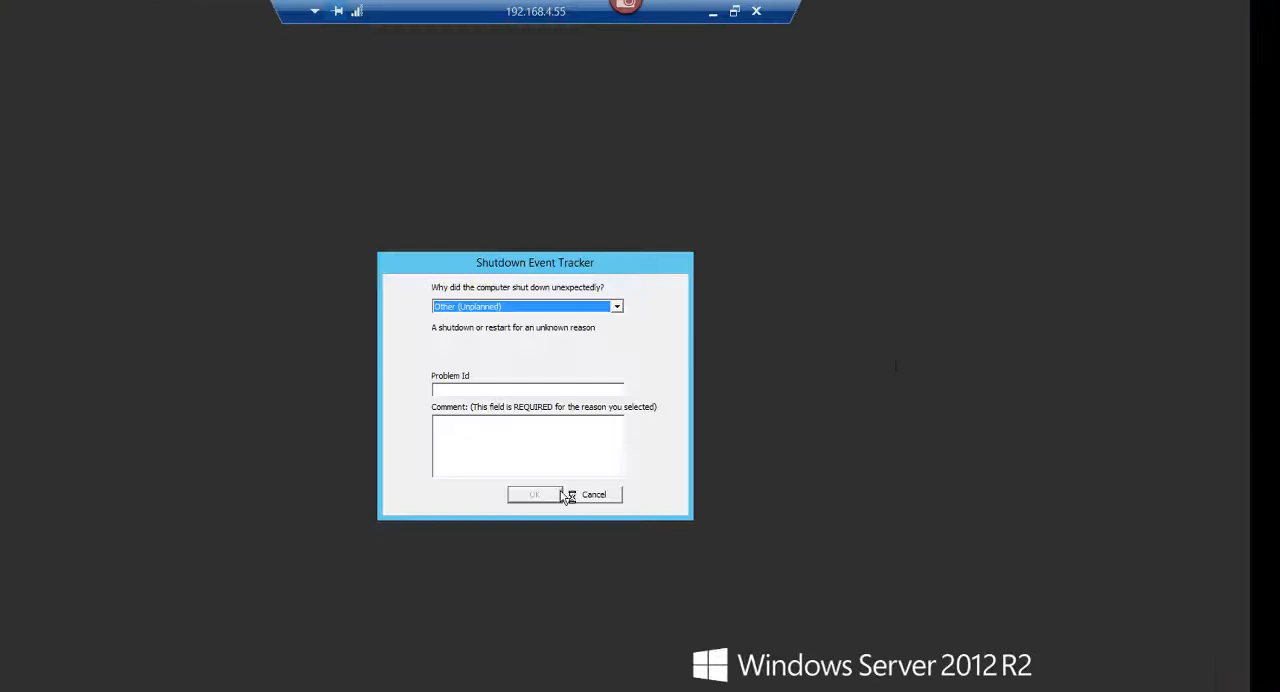 192.168.4.55
Shutdown Event Tracker
Why did the computer shut down unexpectedly?
Other (Unplanned)
A shutdown or restart for an unknown reason
Problem Id
Comment: (This field is REQUIRED for the reason you selected)
OK
Cancel
Windows Server 2012 R2